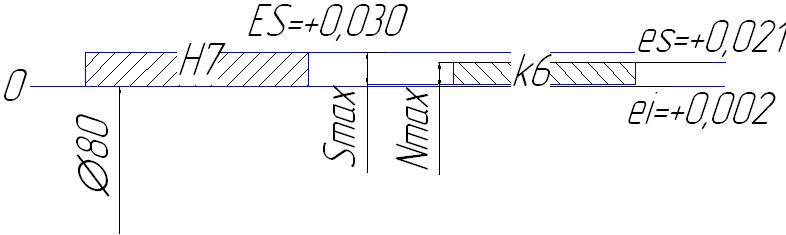 ES=+0,030
H7
es=+0,021
k6
0
ei=+0,002
Smax
Nmax
Ø80